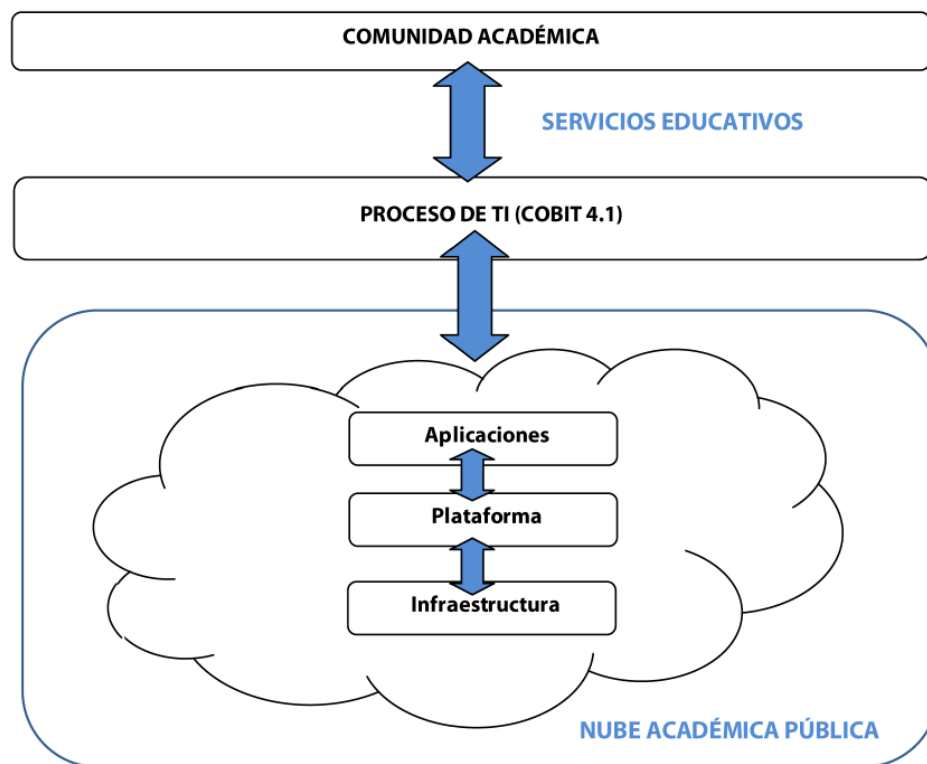 COMUNIDAD ACADÉMICA
SERVICIOS EDUCATIVOS
PROCESO DE TI (COBIT 4.1)
Aplicaciones
Plataforma
Infraestructura
NUBE ACADÉMICA PÚBLICA